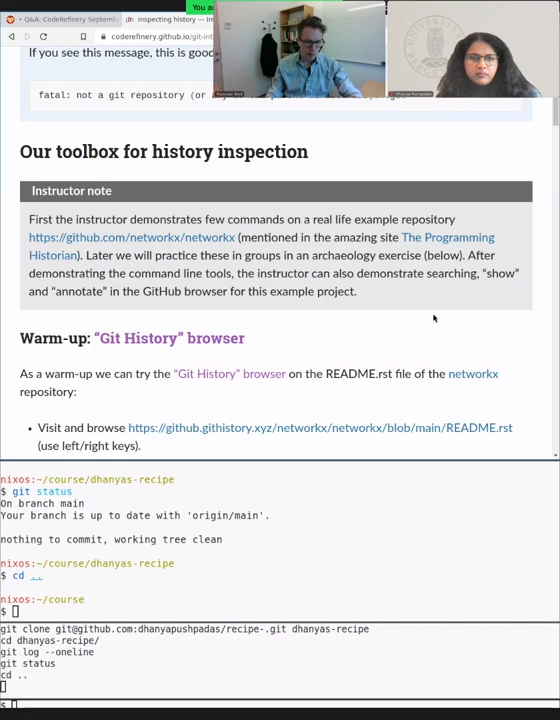 You a
Q&A: CodeRefinery Septemb
Inspecting history — In
coderefinery.github.io/git-int
If you see this message, this is good
fatal: not a git repository (or
Our toolbox for history inspection
Instructor note
First the instructor demonstrates few commands on a real life example repository
https://github.com/networkx/networkx (mentioned in the amazing site The Programming
Historian). Later we will practice these in groups in an archaeology exercise (below). After
demonstrating the command line tools, the instructor can also demonstrate searching, “show”
and “annotate” in the GitHub browser for this example project.
Warm-up: “Git History” browser
As a warm-up we can try the “Git History” browser on the README.rst file of the networkx
repository:
• Visit and browse https://github.githistory.xyz/networkx/networkx/blob/main/README.rst
(use left/right keys).
nixos:~/course/dhanyas-recipe
$ git status
On branch main
Your branch is up to date with 'origin/main'.
nothing to commit, working tree clean
nixos:~/course/dhanyas-recipe
$ cd ..
nixos:~/course
$
git clone git@github.com:dhanyapushpadas/recipe-.git dhanyas-recipe
cd dhanyas-recipe/
git log --oneline
git status
cd ..
$